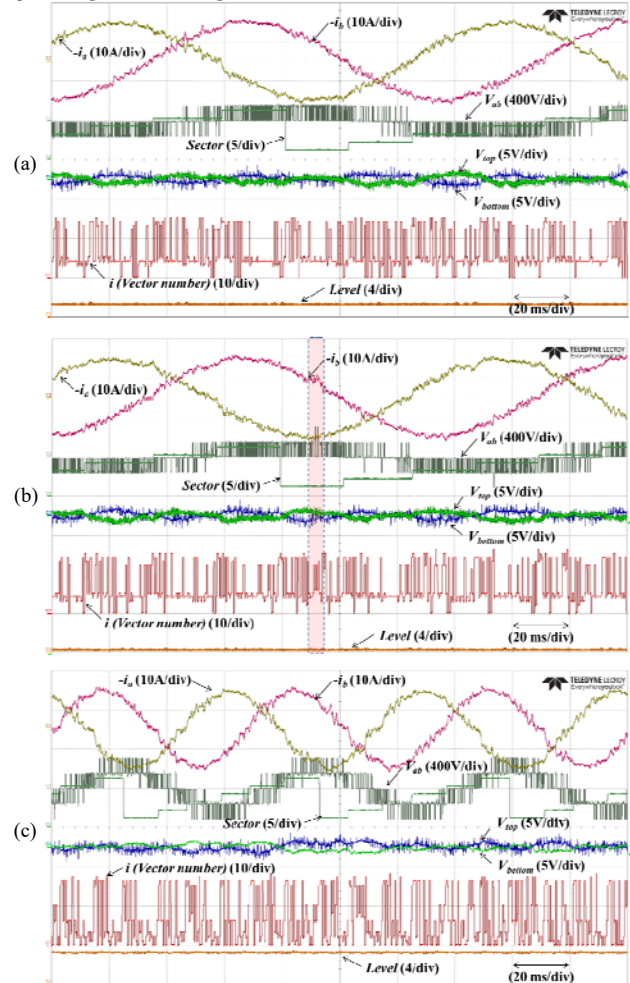 TELEDYNE LECROY
Everywhereyoulook
-ia (10A/div)
-ib (10A/div)
Vab (400V/div)
Sector (5/div)
(a)
Vtop (5V/div)
Vbottom (5V/div)
i (Vector number) (10/div)
Level (4/div)
(20 ms/div)
TELEDYNE LECROY
Everywhereyoulook
-ib (10A/div)
-ia (10A/div)
Vab (400V/div)
Sector (5/div)
(b)
Vtop (5V/div)
Vbottom (5V/div)
i (Vector number) (10/div)
(20 ms/div)
Level (4/div)
-ia (10A/div)
-ib (10A/div)
TELEDYNE LECROY
Everywhereyoulook
Vab (400V/div)
Sector (5/div)
(c)
Vtop (5V/div)
i (Vector number) (10/div)
Vbottom (5V/div)
Level (4/div)
(20 ms/div)